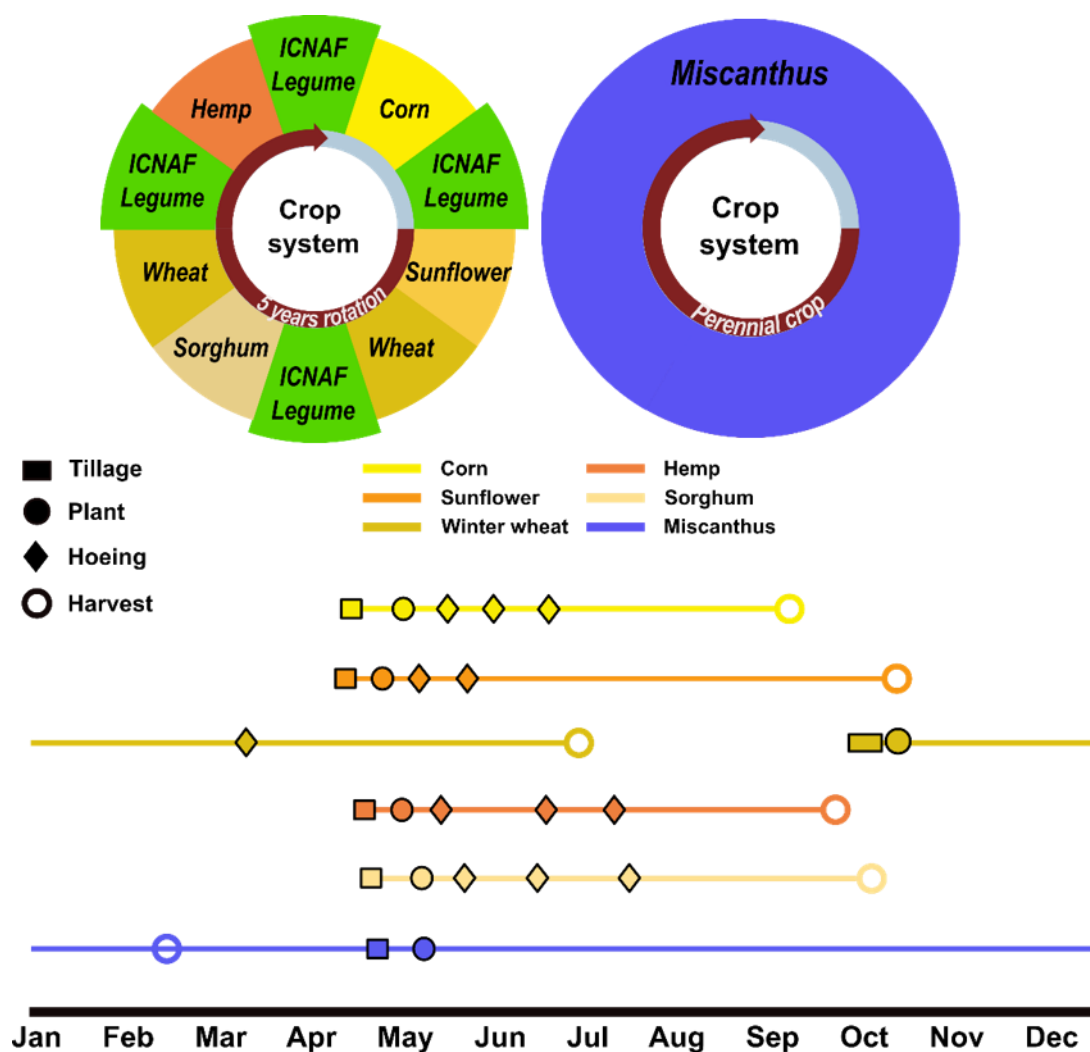 ICNAF
Legume
Corn
ICNAF
Legume
Sunflower
Wheat
ICNAF
Legume
Sorghum
Wheat
ICNAF
Legume
Hemp
Crop
system
5 years rotation
Miscanthus
Crop
system
Perennial crop
Tillage
Plant
Hoeing
Harvest
Corn
Sunflower
Winter wheat
Hemp
Sorghum
Miscanthus
Jan Feb Mar Apr May Jun Jul Aug Sep Oct Nov Dec